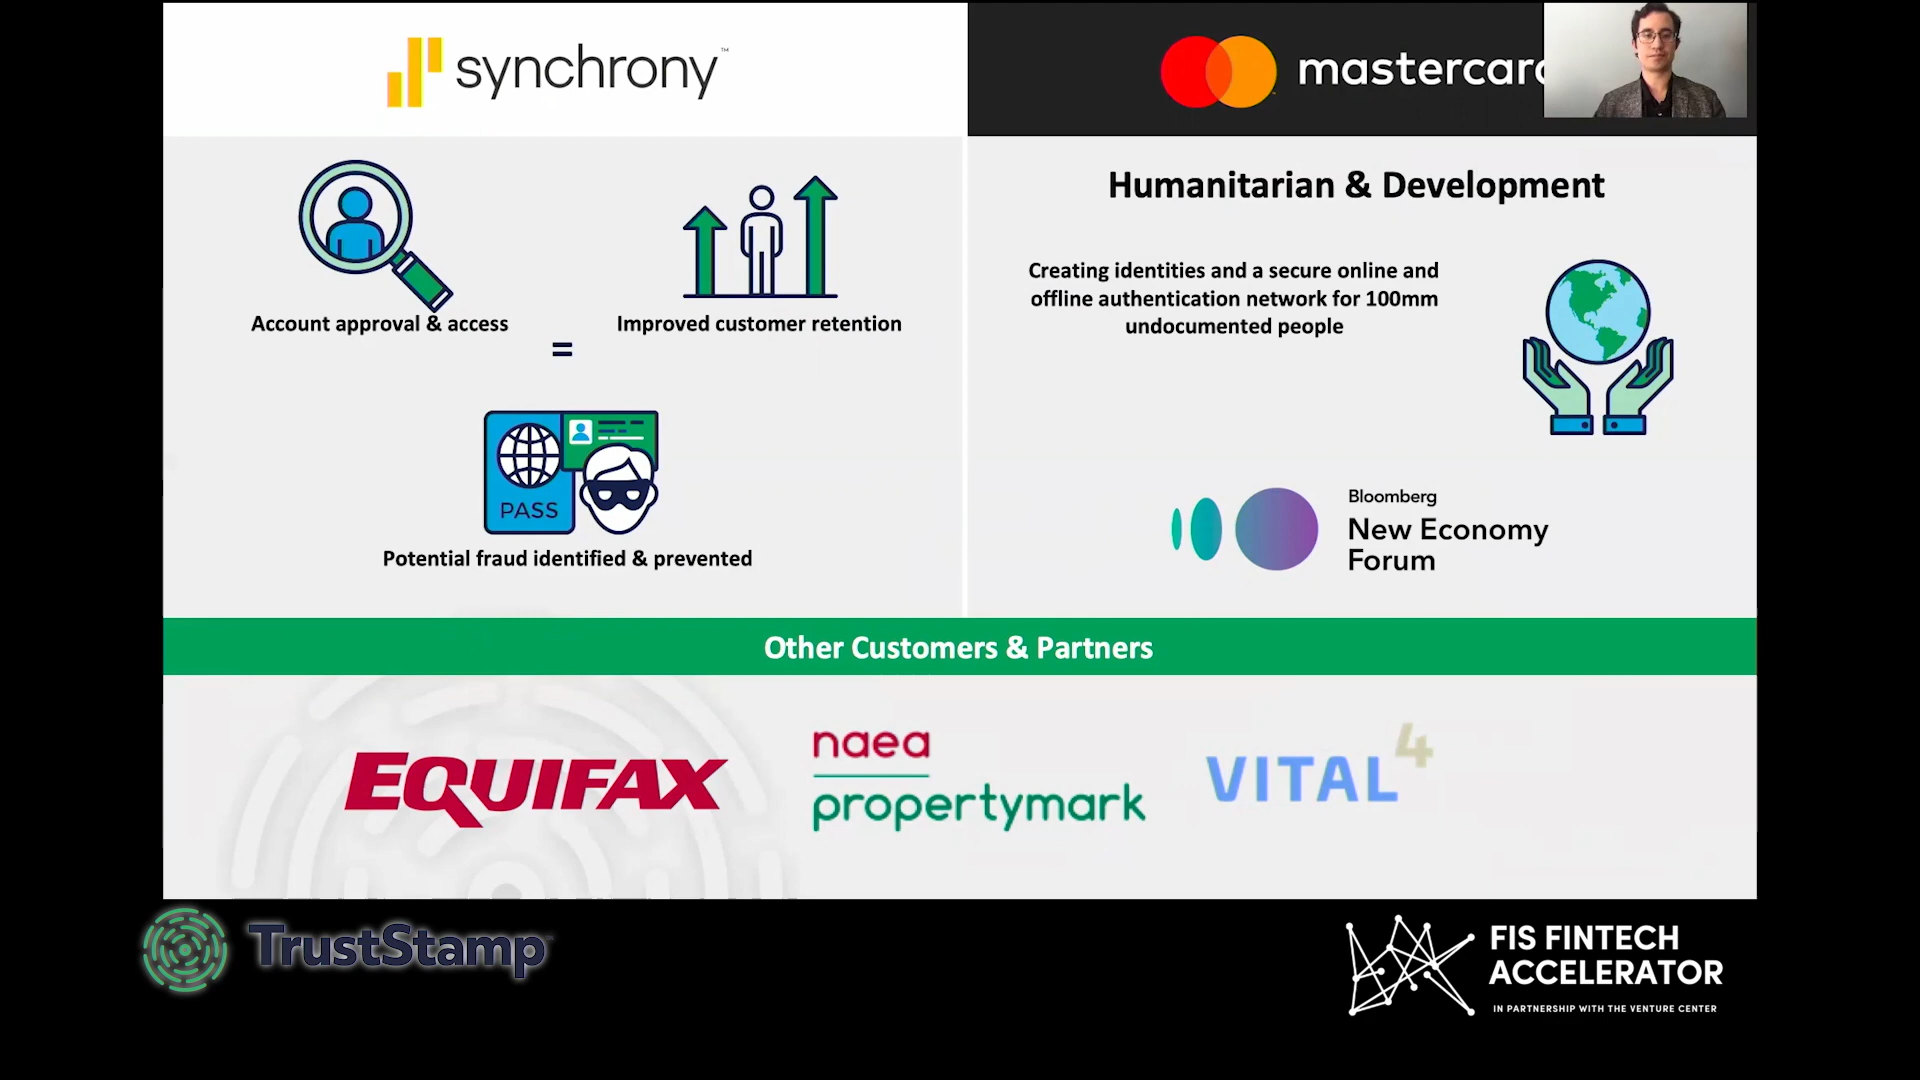 synchrony™
mastercard
Humanitarian & Development
Creating identities and a secure online and
offline authentication network for 100mm
undocumented people
Account approval & access
=
Improved customer retention
PASS
Potential fraud identified & prevented
Bloomberg
New Economy
Forum
Other Customers & Partners
EQUIFAX
naea
propertymark
VITAL4
TrustStamp
FIS FINTECH
ACCELERATOR
IN PARTNERSHIP WITH THE VENTURE CENTER